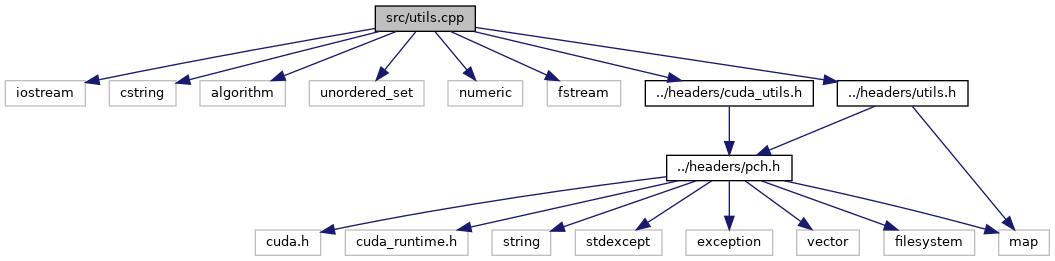 src/utils.cpp
iostream
cstring
algorithm
unordered_set
numeric
fstream
../headers/cuda_utils.h
../headers/utils.h
../headers/pch.h
cuda.h
cuda_runtime.h
string
stdexcept
exception
vector
filesystem
map